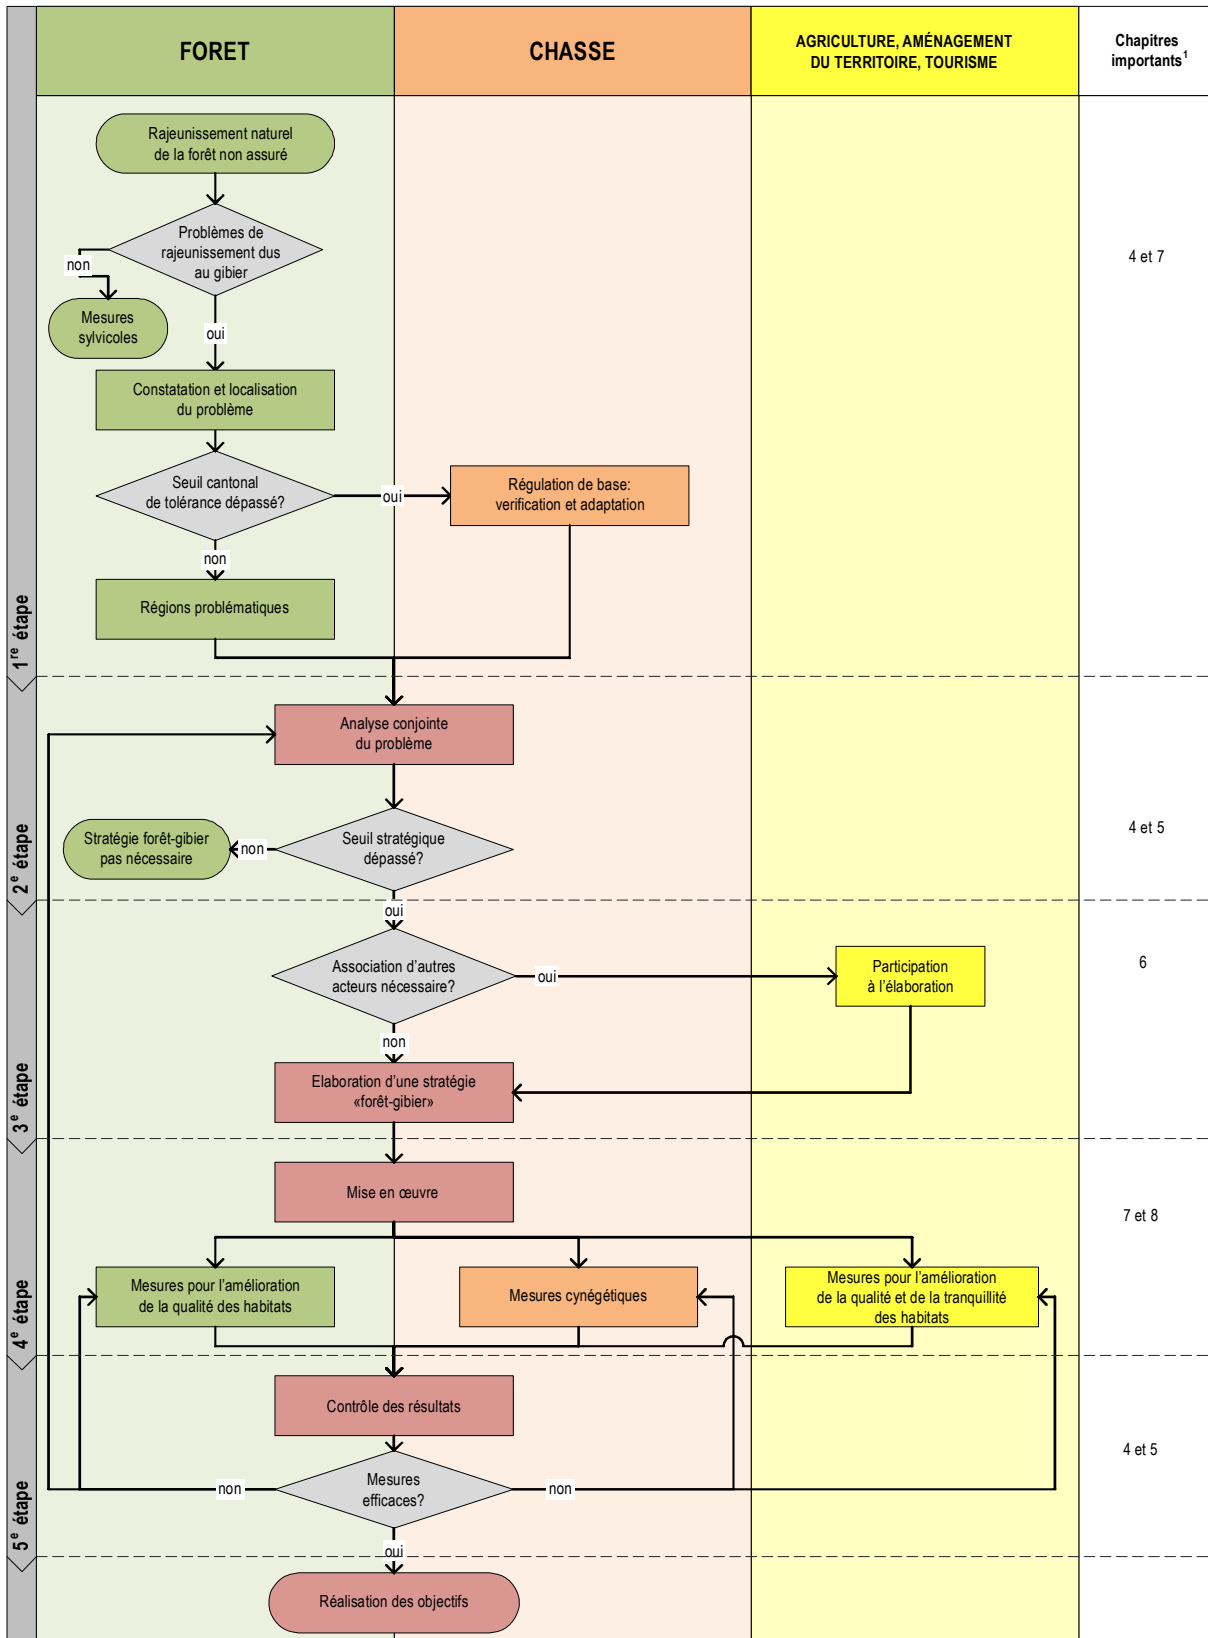 FORET
CHASSE
AGRICULTURE, AMÉNAGEMENT
DU TERRITOIRE, TOURISME
Chapitres
importants¹
1re étape
Rajeunissement naturel
de la forêt non assuré
Problèmes de
rajeunissement dus
au gibier
4 et 7
non
Mesures
sylvicoles
oui
Constatation et localisation
du problème
Seuil cantonal
de tolérance dépassé?
oui
Régulation de base:
verification et adaptation
non
Régions problématiques
2e étape
Analyse conjointe
du problème
Seuil stratégique
dépassé?
non
Stratégie forêt-gibier
pas nécessaire
4 et 5
oui
3e étape
Association d'autres
acteurs nécessaire?
oui
Participation
à l'élaboration
6
non
Elaboration d'une stratégie
«forêt-gibier»
4e étape
Mise en œuvre
7 et 8
Mesures pour l'amélioration
de la qualité des habitats
Mesures cynégétiques
Mesures pour l'amélioration
de la qualité et de la tranquillité
des habitats
5e étape
Contrôle des résultats
4 et 5
non
Mesures
efficaces?
non
oui
Réalisation des objectifs